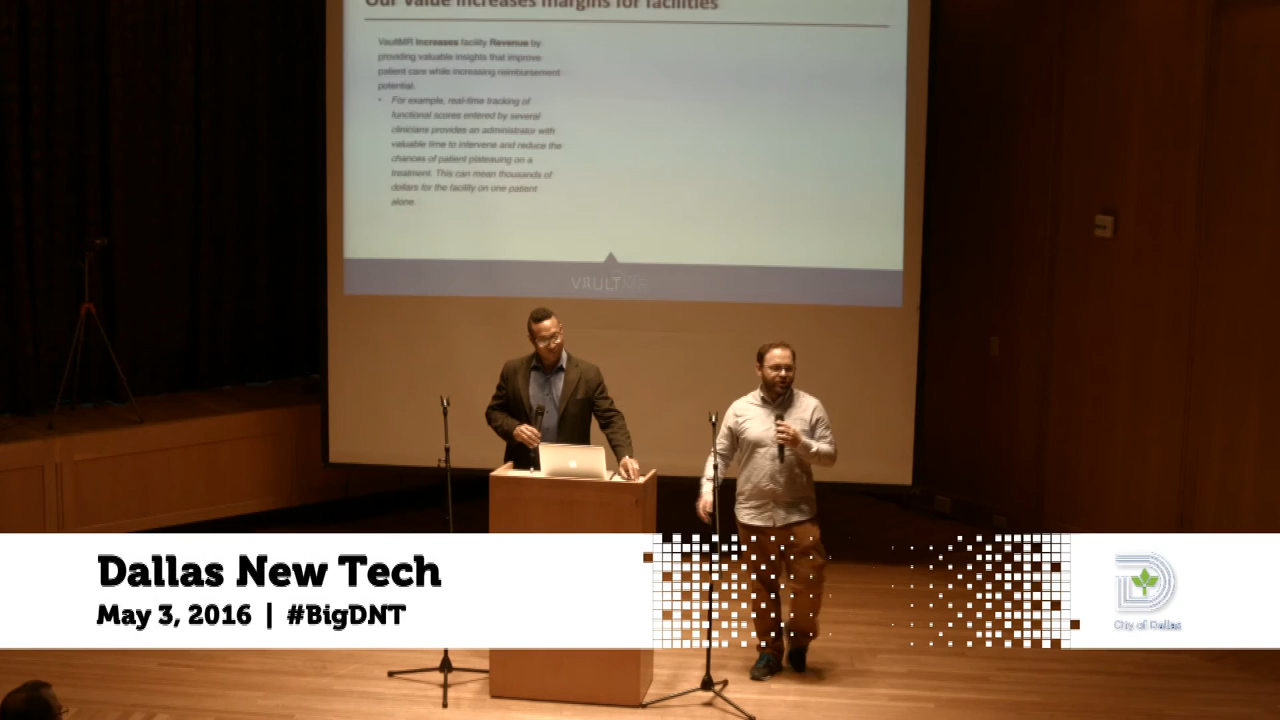 Our Value increases margins for facilities
VaultMR increases facility Revenue by
providing valuable insights that improve
patient care while increasing reimbursement
potential.
• For example, real-time tracking of
functional scores entered by several
clinicians provides an administrator with
valuable time to intervene and reduce the
chances of patient plateauing on a
treatment. This can mean thousands of
dollars for the facility on one patient
alone.
VAULTMR
Dallas New Tech
May 3, 2016 | #BigDNT
City of Dallas